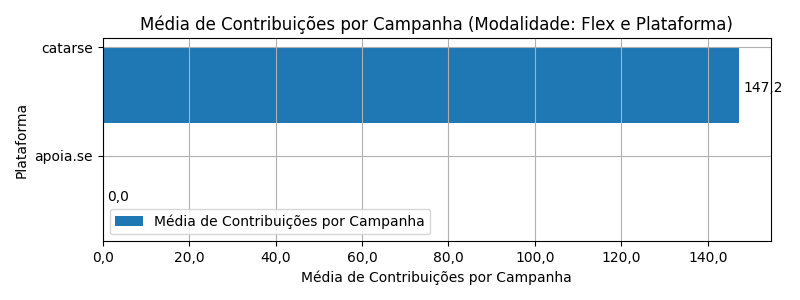 Média de Contribuições por Campanha (Modalidade: Flex e Plataforma)
catarse
147,2
Plataforma
apoia.se
0,0
Média de Contribuições por Campanha
0,0 20,0 40,0 60,0 80,0 100,0 120,0 140,0
Média de Contribuições por Campanha